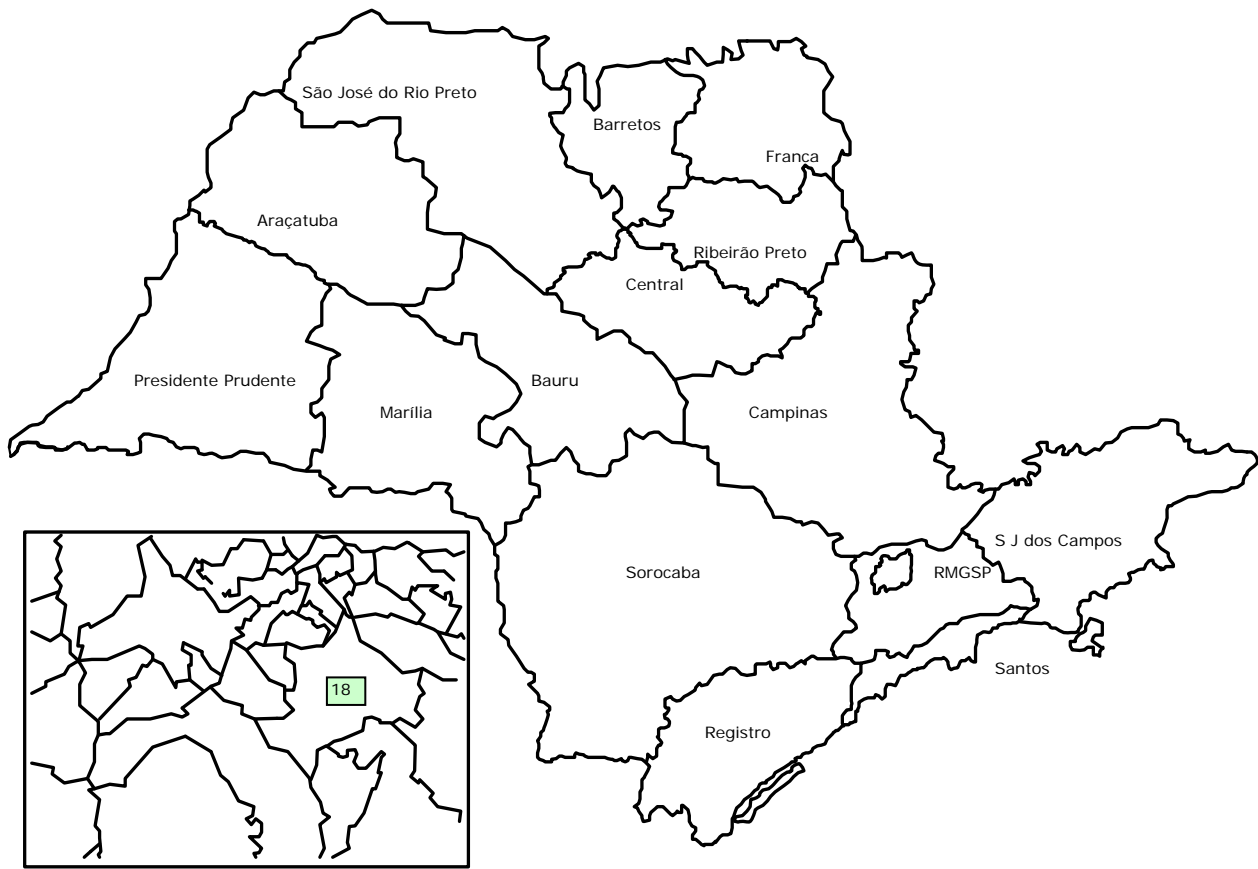 São José do Rio Preto
Barretos
Franca
Araçatuba
Ribeirão Preto
Central
Presidente Prudente
Bauru
Marília
Campinas
S J dos Campos
Sorocaba
RMGSP
Santos
18
Registro